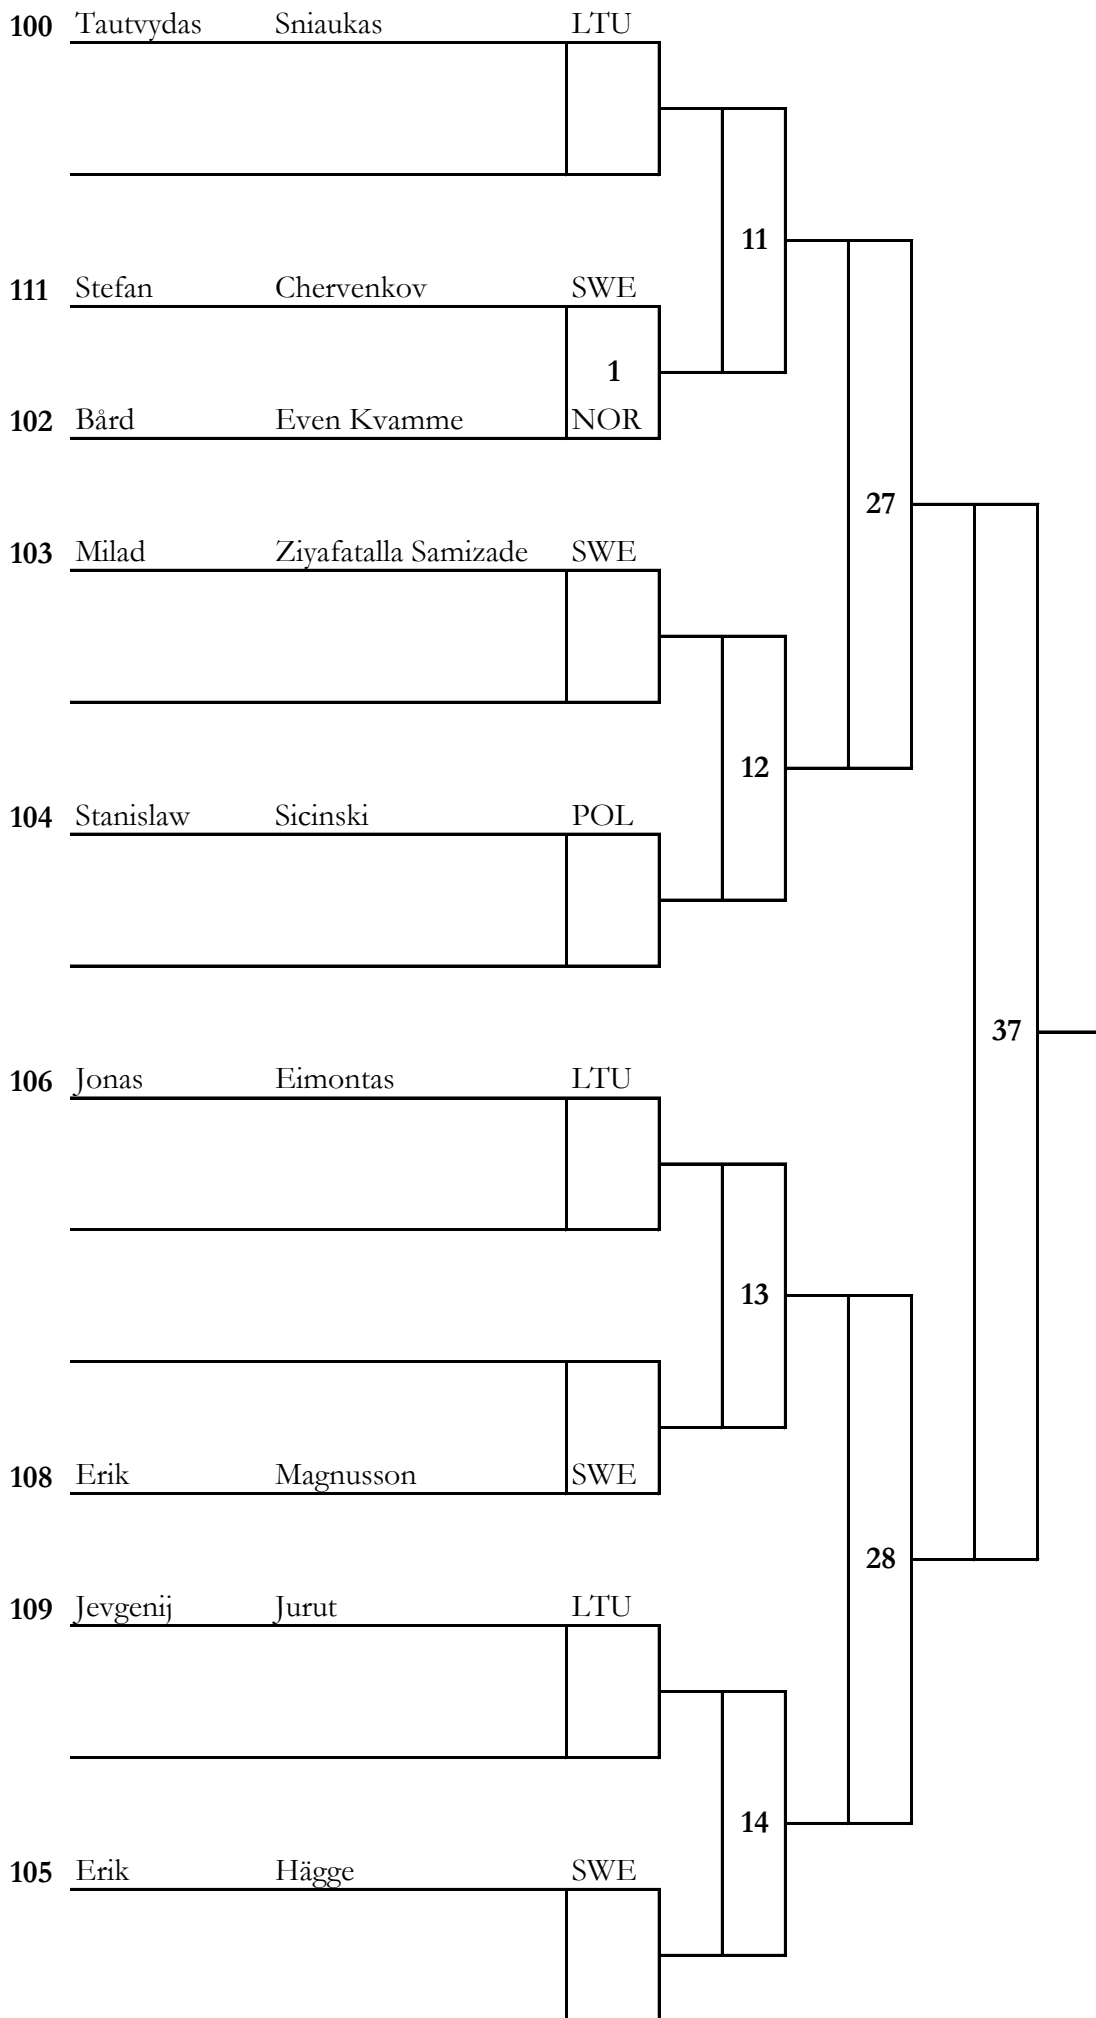 100 Tautvydas Sniaukas LTU
11
111 Stefan Chervenkov SWE
1
102 Bård Even Kvamme NOR
27
103 Milad Ziyafatalla Samizade SWE
12
104 Stanislaw Sicinski POL
37
106 Jonas Eimontas LTU
13
108 Erik Magnusson SWE
28
109 Jevgenij Jurut LTU
14
105 Erik Hägge SWE